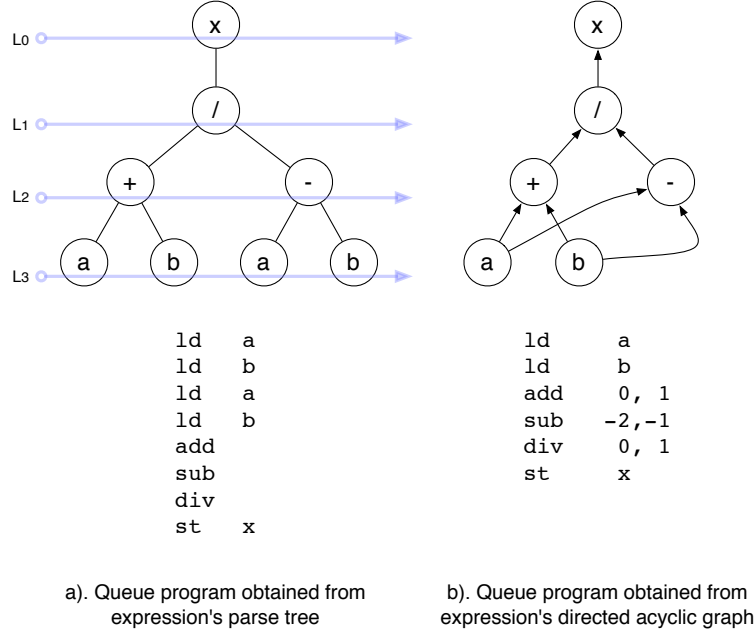 x x
L0
/ /
L1
+ - + -
L2
a b a b a b
L3
ld a
ld b
ld a
ld b
add
sub
div
st x
ld a
ld b
add 0, 1
sub -2,-1
div 0, 1
st x
a). Queue program obtained from
expression's parse tree
b). Queue program obtained from
expression's directed acyclic graph